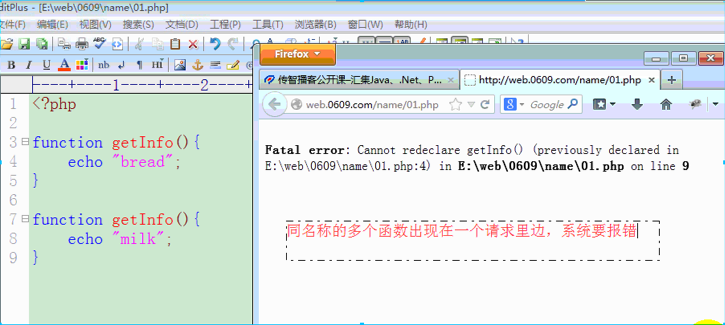 ditPlus - [E:\web\0609\name\01.php]
文件(F) 编辑(E) 视图(V) 搜索(S) 文档(D) 工程(P) 工具(T) 浏览器(B) 窗口(W) 帮助(H)
B I U A nb ↵ ¶ HI
----+----1----+----2----
1 <?php
2
3 function getInfo(){
4 echo "bread";
5 }
6
7 function getInfo(){
8 echo "milk";
9 }
Firefox
传智播客公开课-汇集Java、.Net、P...
http://web.0609.com/name/01.php
web.0609.com/name/01.php
Google
Fatal error: Cannot redeclare getInfo() (previously declared in
E:\web\0609\name\01.php:4) in E:\web\0609\name\01.php on line 9
同名称的多个函数出现在一个请求里边，系统要报错